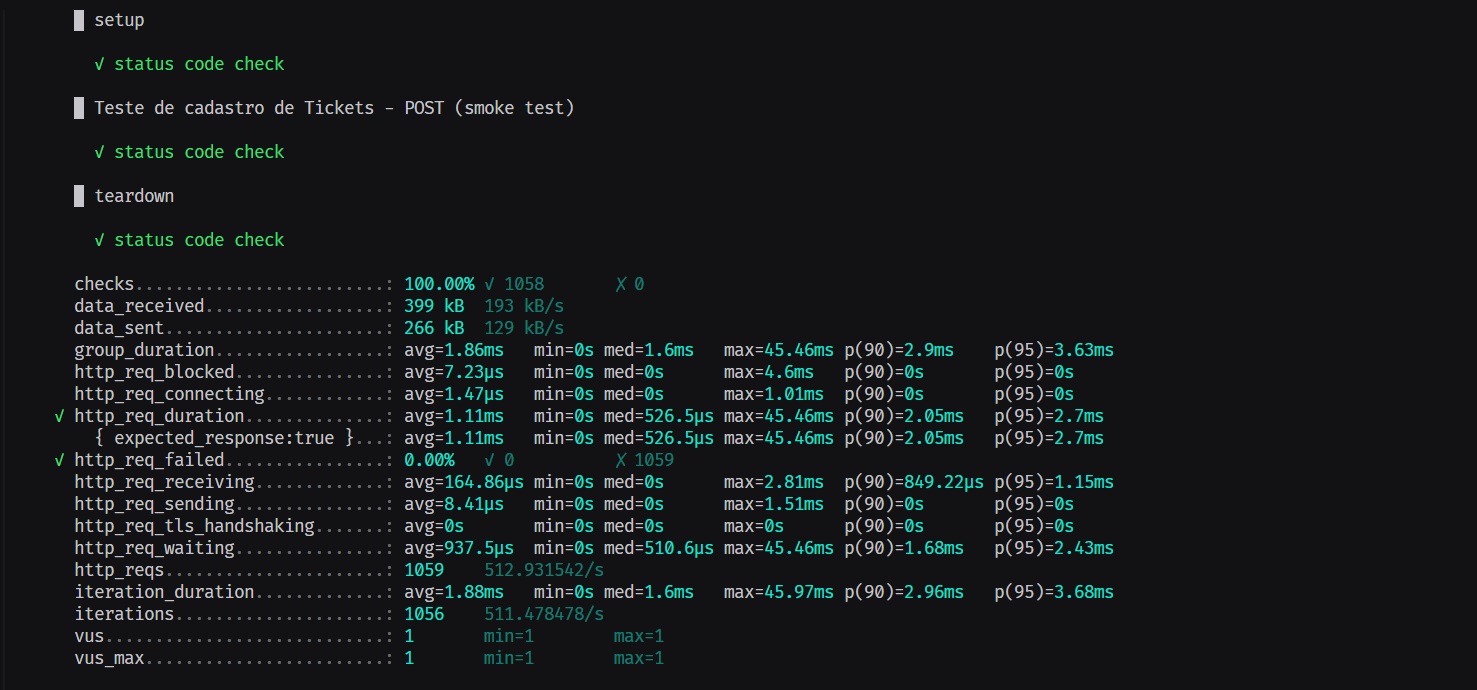 setup
√ status code check
Teste de cadastro de Tickets - POST (smoke test)
√ status code check
teardown
√ status code check
checks.........................: 100.00% √ 1058 ╳ 0
data_received..................: 399 kB 193 kB/s
data_sent......................: 266 kB 129 kB/s
group_duration.................: avg=1.86ms min=0s med=1.6ms max=45.46ms p(90)=2.9ms p(95)=3.63ms
http_req_blocked...............: avg=7.23µs min=0s med=0s max=4.6ms p(90)=0s p(95)=0s
http_req_connecting............: avg=1.47µs min=0s med=0s max=1.01ms p(90)=0s p(95)=0s
√ http_req_duration..............: avg=1.11ms min=0s med=526.5µs max=45.46ms p(90)=2.05ms p(95)=2.7ms
{ expected_response:true }...: avg=1.11ms min=0s med=526.5µs max=45.46ms p(90)=2.05ms p(95)=2.7ms
√ http_req_failed................: 0.00% √ 0 ╳ 1059
http_req_receiving.............: avg=164.86µs min=0s med=0s max=2.81ms p(90)=849.22µs p(95)=1.15ms
http_req_sending...............: avg=8.41µs min=0s med=0s max=1.51ms p(90)=0s p(95)=0s
http_req_tls_handshaking.......: avg=0s min=0s med=0s max=0s p(90)=0s p(95)=0s
http_req_waiting...............: avg=937.5µs min=0s med=510.6µs max=45.46ms p(90)=1.68ms p(95)=2.43ms
http_reqs......................: 1059 512.931542/s
iteration_duration.............: avg=1.88ms min=0s med=1.6ms max=45.97ms p(90)=2.96ms p(95)=3.68ms
iterations.....................: 1056 511.478478/s
vus............................: 1 min=1 max=1
vus_max........................: 1 min=1 max=1